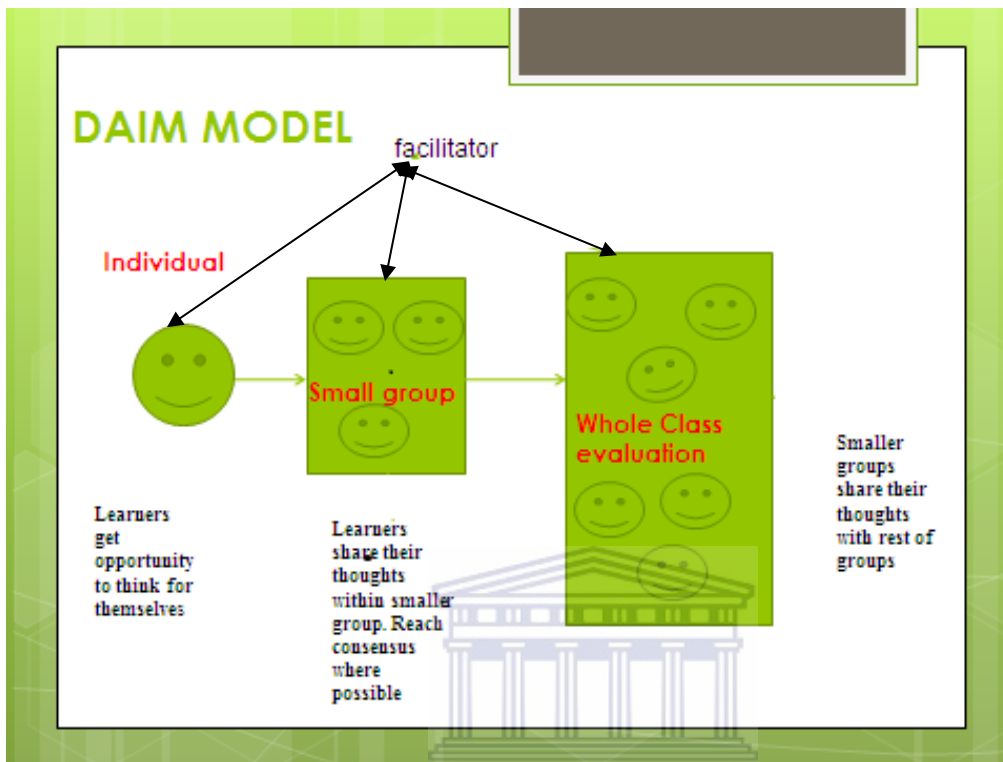 DAIM MODEL
facilitator
Individual
Small group
Whole Class
evaluation
Learners
get
opportunity
to think for
themselves
Learners
share their
thoughts
within smaller
group. Reach
consensus
where
possible
Smaller
groups
share their
thoughts
with rest of
groups